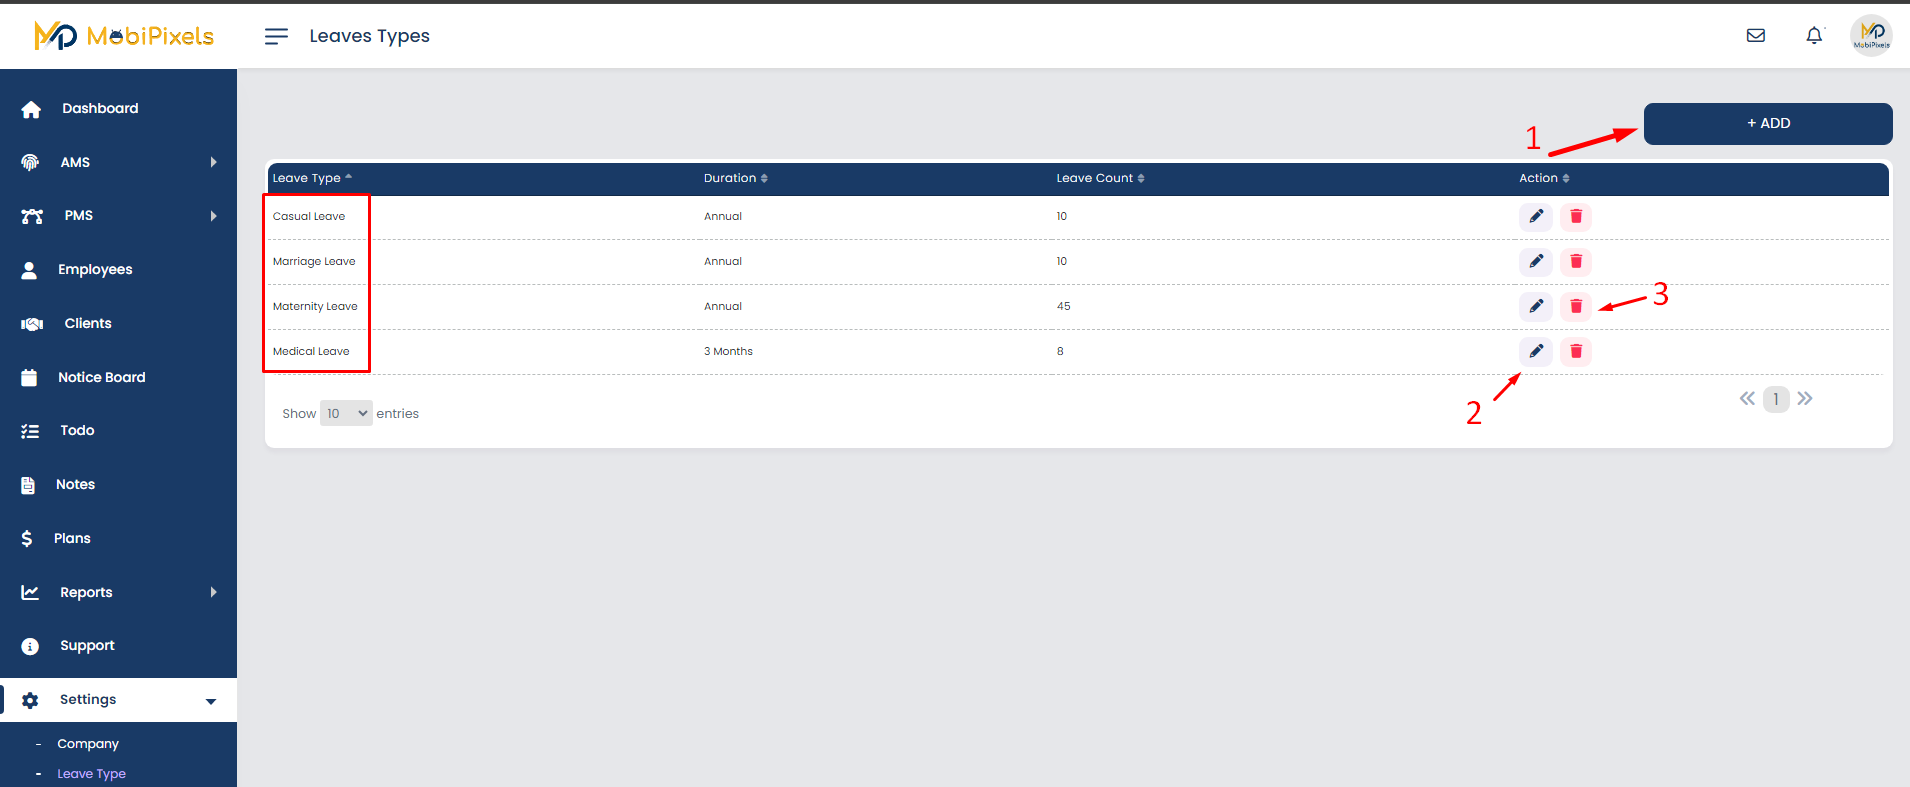 MobiPixels
Leaves Types
MobiPixels
Dashboard
AMS
PMS
Employees
Clients
Notice Board
Todo
Notes
Plans
Reports
Support
Settings
- Company
- Leave Type
1
+ ADD
Leave Type Duration Leave Count Action
Casual Leave Annual 10
Marriage Leave Annual 10
Maternity Leave Annual 45
3
Medical Leave 3 Months 8
2
Show 10 entries
« 1 »